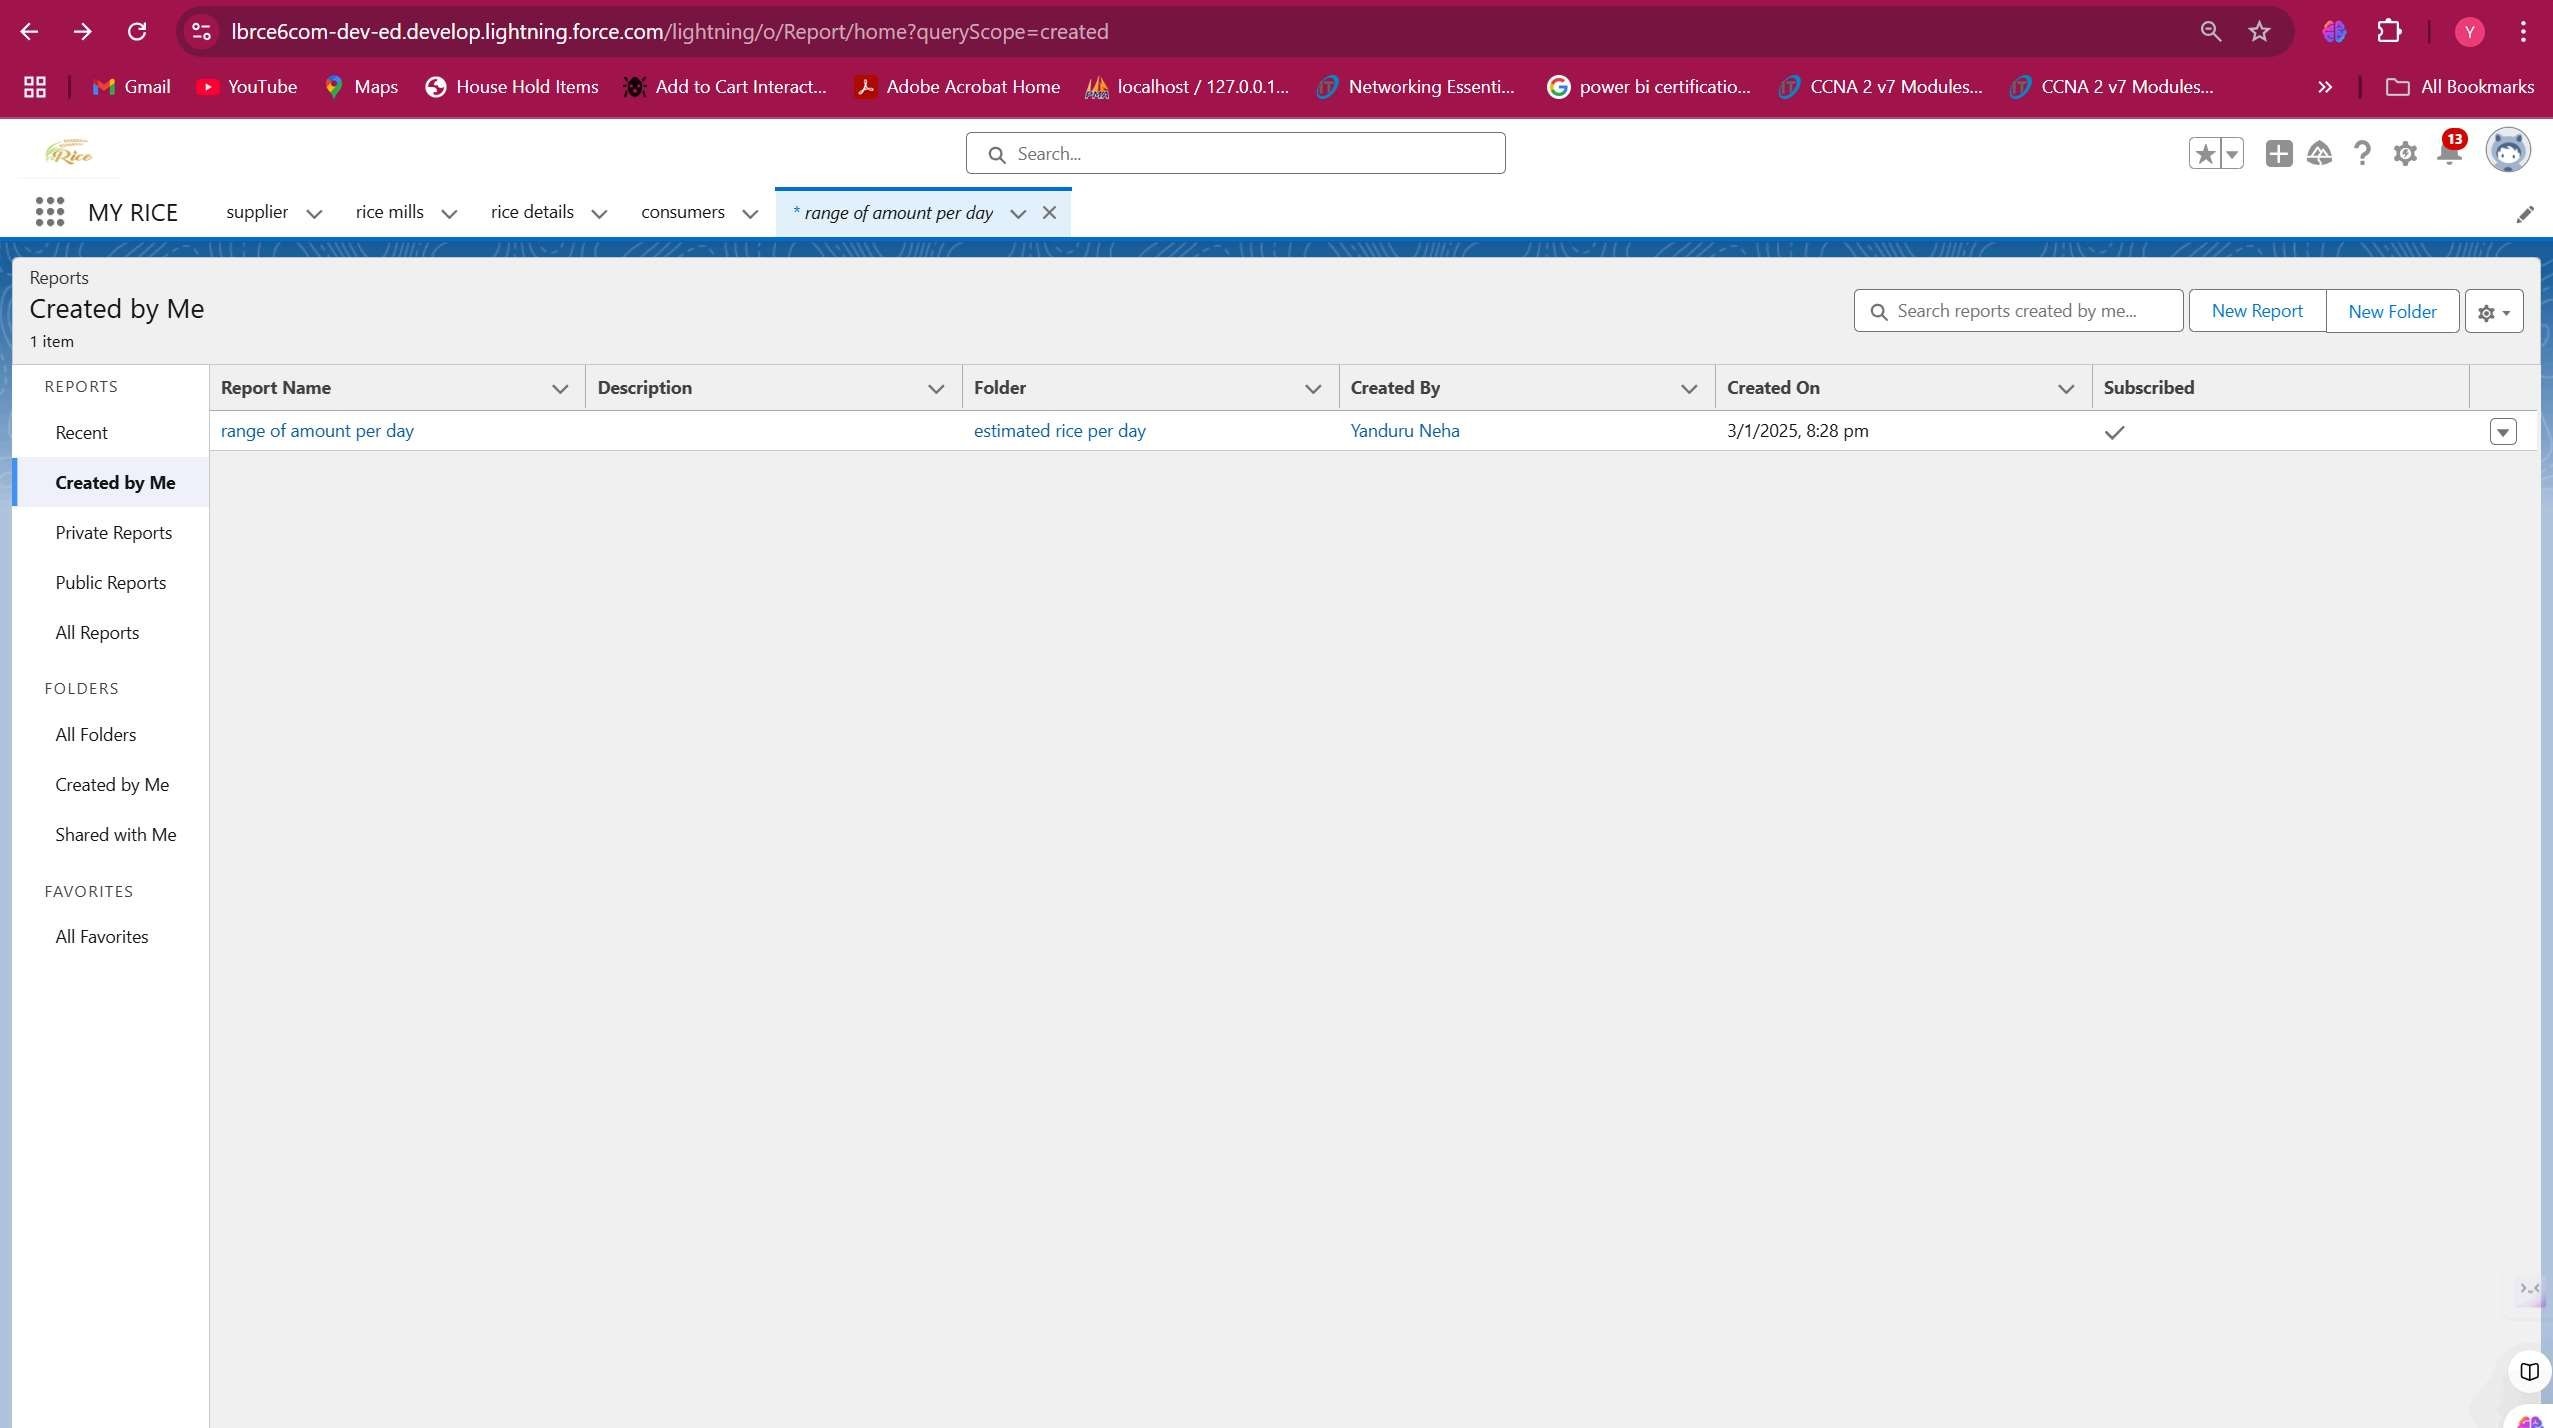 lbrce6com-dev-ed.develop.lightning.force.com/lightning/o/Report/home?queryScope=created
Y
Gmail YouTube Maps House Hold Items Add to Cart Interact... Adobe Acrobat Home localhost / 127.0.0.1... Networking Essenti... power bi certificatio... CCNA 2 v7 Modules... CCNA 2 v7 Modules... » All Bookmarks
Rice
Search...
13
MY RICE supplier rice mills rice details consumers * range of amount per day
Reports
Created by Me
1 item
Search reports created by me... New Report New Folder
REPORTS
Recent
Created by Me
Private Reports
Public Reports
All Reports
FOLDERS
All Folders
Created by Me
Shared with Me
FAVORITES
All Favorites
Report Name Description Folder Created By Created On Subscribed
range of amount per day estimated rice per day Yanduru Neha 3/1/2025, 8:28 pm